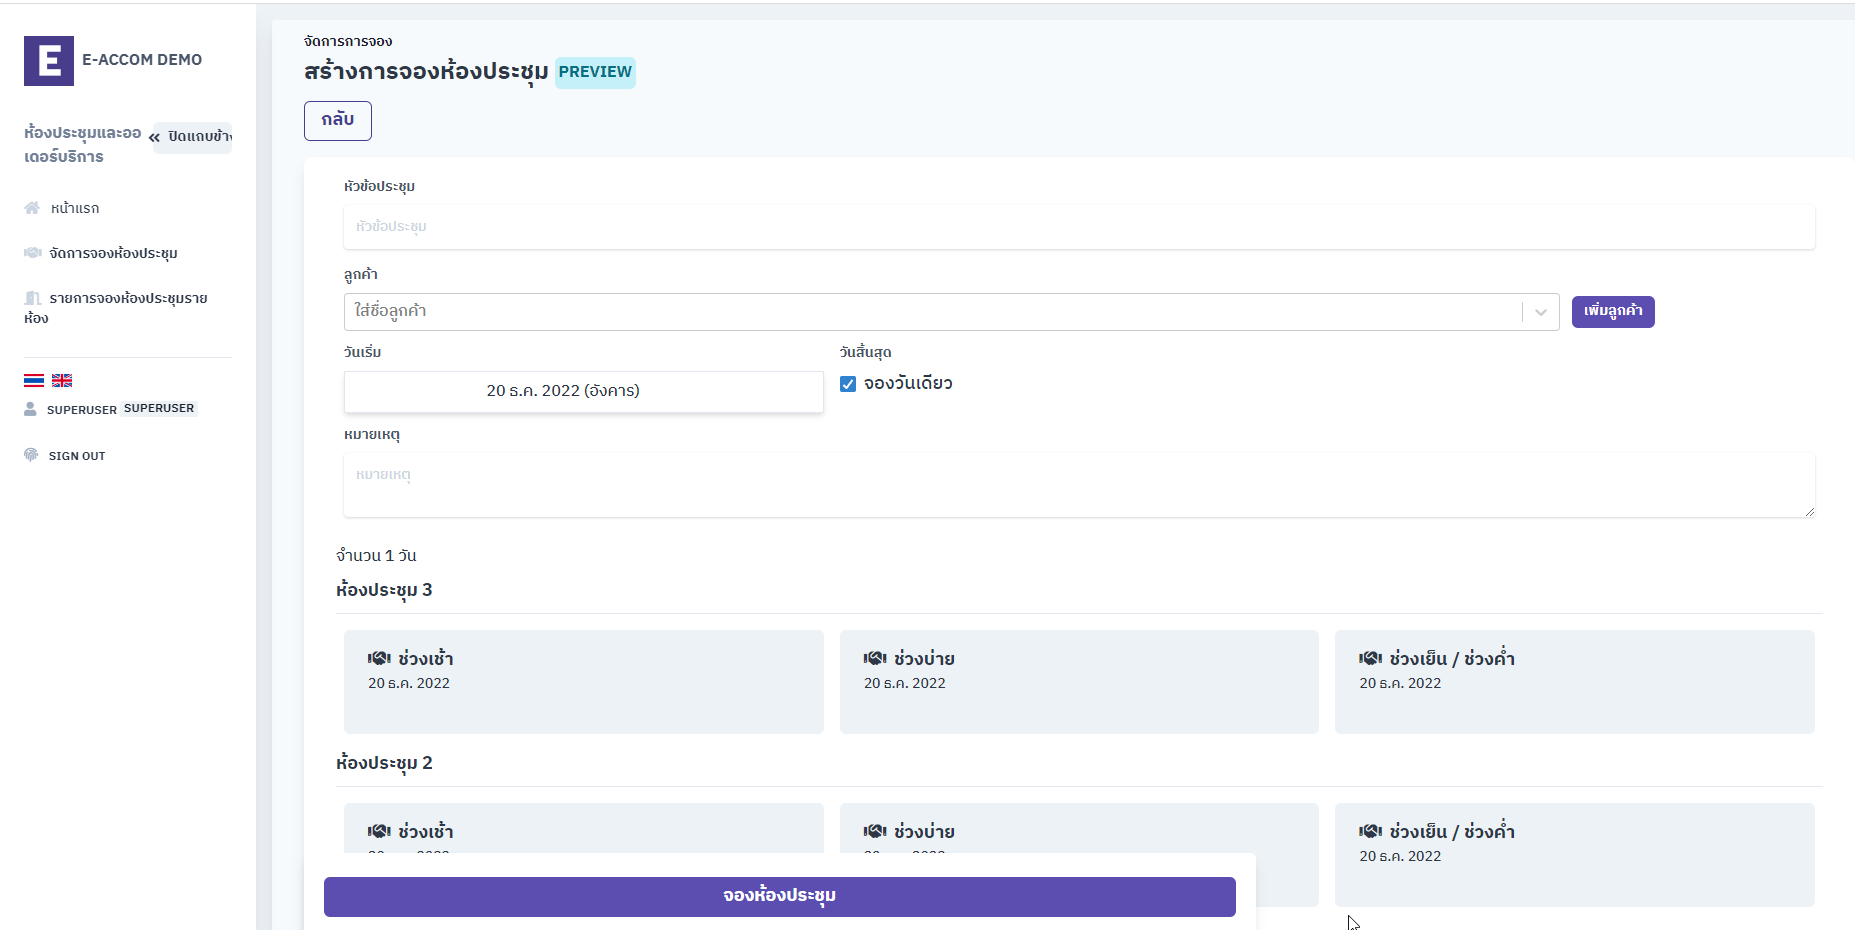 E
E-ACCOM DEMO
ห้องประชุมและออ
เดอร์บริการ
ปิดแถบข้าง
หน้าแรก
จัดการจองห้องประชุม
รายการจองห้องประชุมราย
ห้อง
SUPERUSER SUPERUSER
SIGN OUT
จัดการการจอง
สร้างการจองห้องประชุม PREVIEW
กลับ
หัวข้อประชุม
หัวข้อประชุม
ลูกค้า
ใส่ชื่อลูกค้า
เพิ่มลูกค้า
วันเริ่ม
วันสิ้นสุด
20 ธ.ค. 2022 (อังคาร)
จองวันเดียว
หมายเหตุ
หมายเหตุ
จำนวน 1 วัน
ห้องประชุม 3
ช่วงเช้า
20 ธ.ค. 2022
ช่วงบ่าย
20 ธ.ค. 2022
ช่วงเย็น / ช่วงค่ำ
20 ธ.ค. 2022
ห้องประชุม 2
ช่วงเช้า
20 ธ.ค. 2022
ช่วงบ่าย
20 ธ.ค. 2022
ช่วงเย็น / ช่วงค่ำ
20 ธ.ค. 2022
จองห้องประชุม